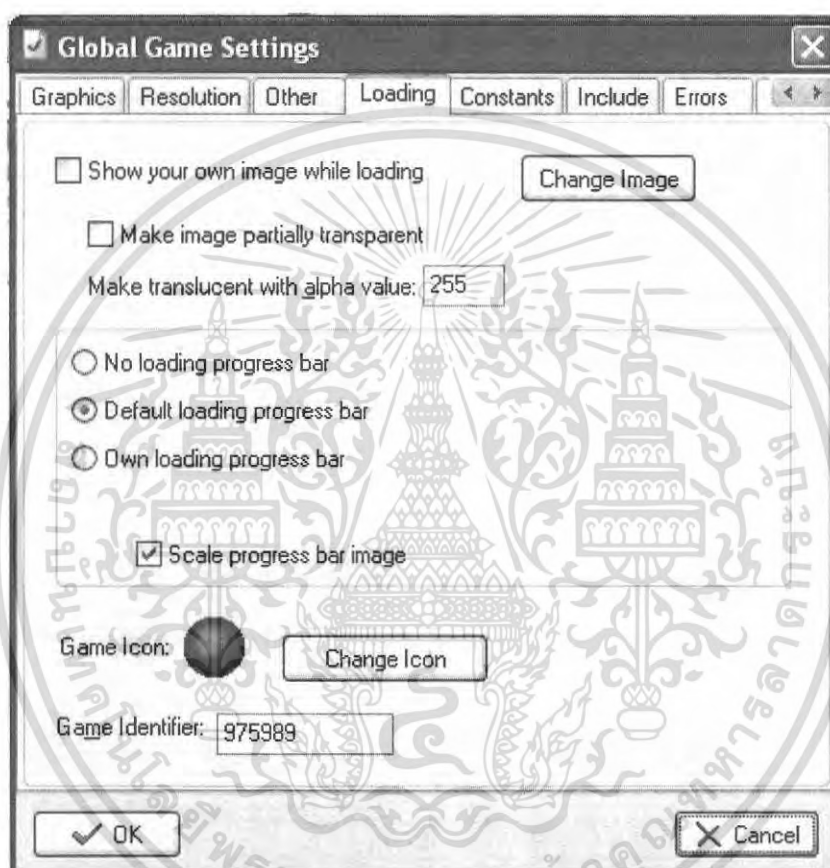 Global Game Settings
Graphics Resolution Other Loading Constants Include Errors
Show your own image while loading
Change Image
Make image partially transparent
Make translucent with alpha value: 255
No loading progress bar
Default loading progress bar
Own loading progress bar
Scale progress bar image
Game Icon:
Change Icon
Game Identifier: 975989
OK
Cancel